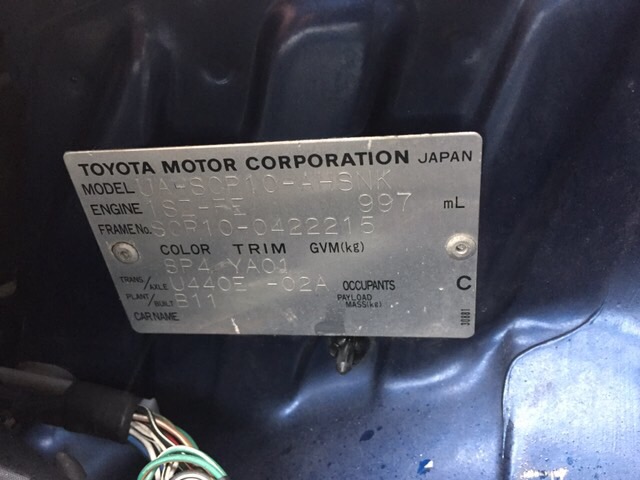 TOYOTA MOTOR CORPORATION JAPAN
MODEL UA-SCP10-AHSNK
ENGINE 1SZ-FE 997 mL
FRAME No. SCP10-0422215
COLOR TRIM GVM(kg)
8P4 YA01
TRANS./AXLE U440E -02A OCCUPANTS C
PLANT/BUILT B11 PAYLOAD MASS(kg)
CAR NAME
30881